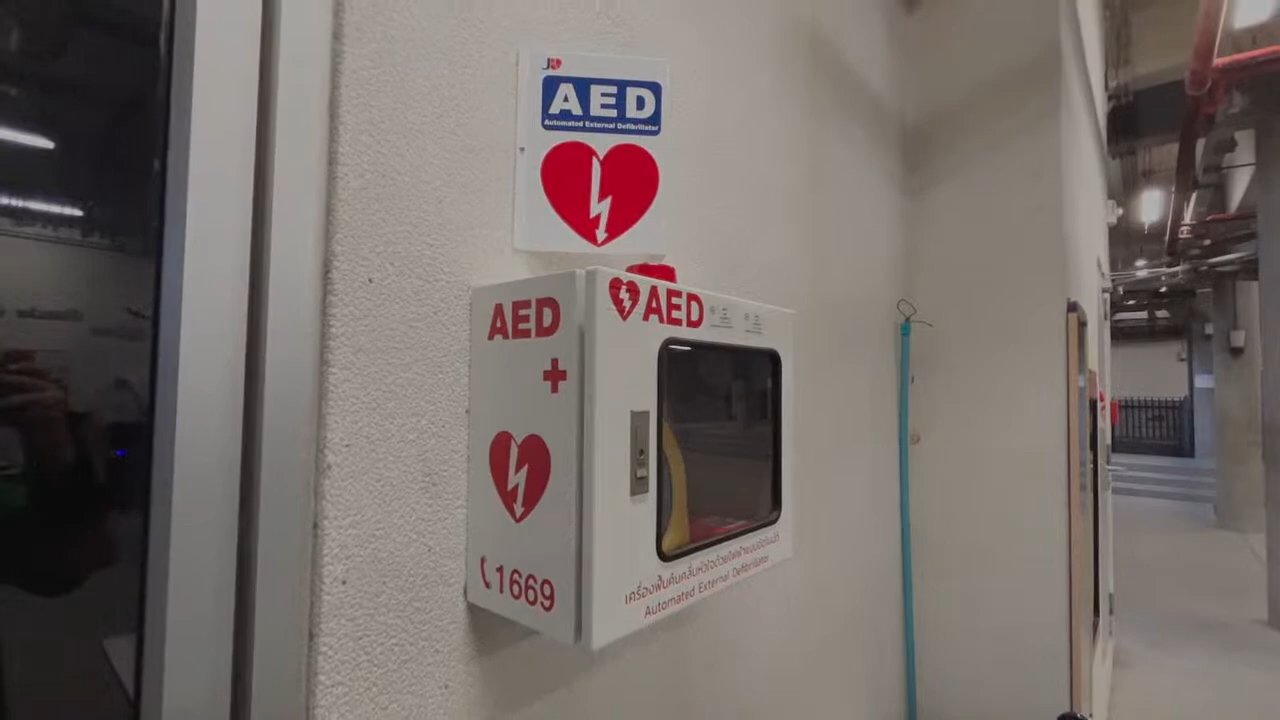 AED
Automated External Defibrillator
AED
AED
1669
เครื่องฟื้นคืนคลื่นหัวใจด้วยไฟฟ้าแบบอัตโนมัติ
Automated External Defibrillator